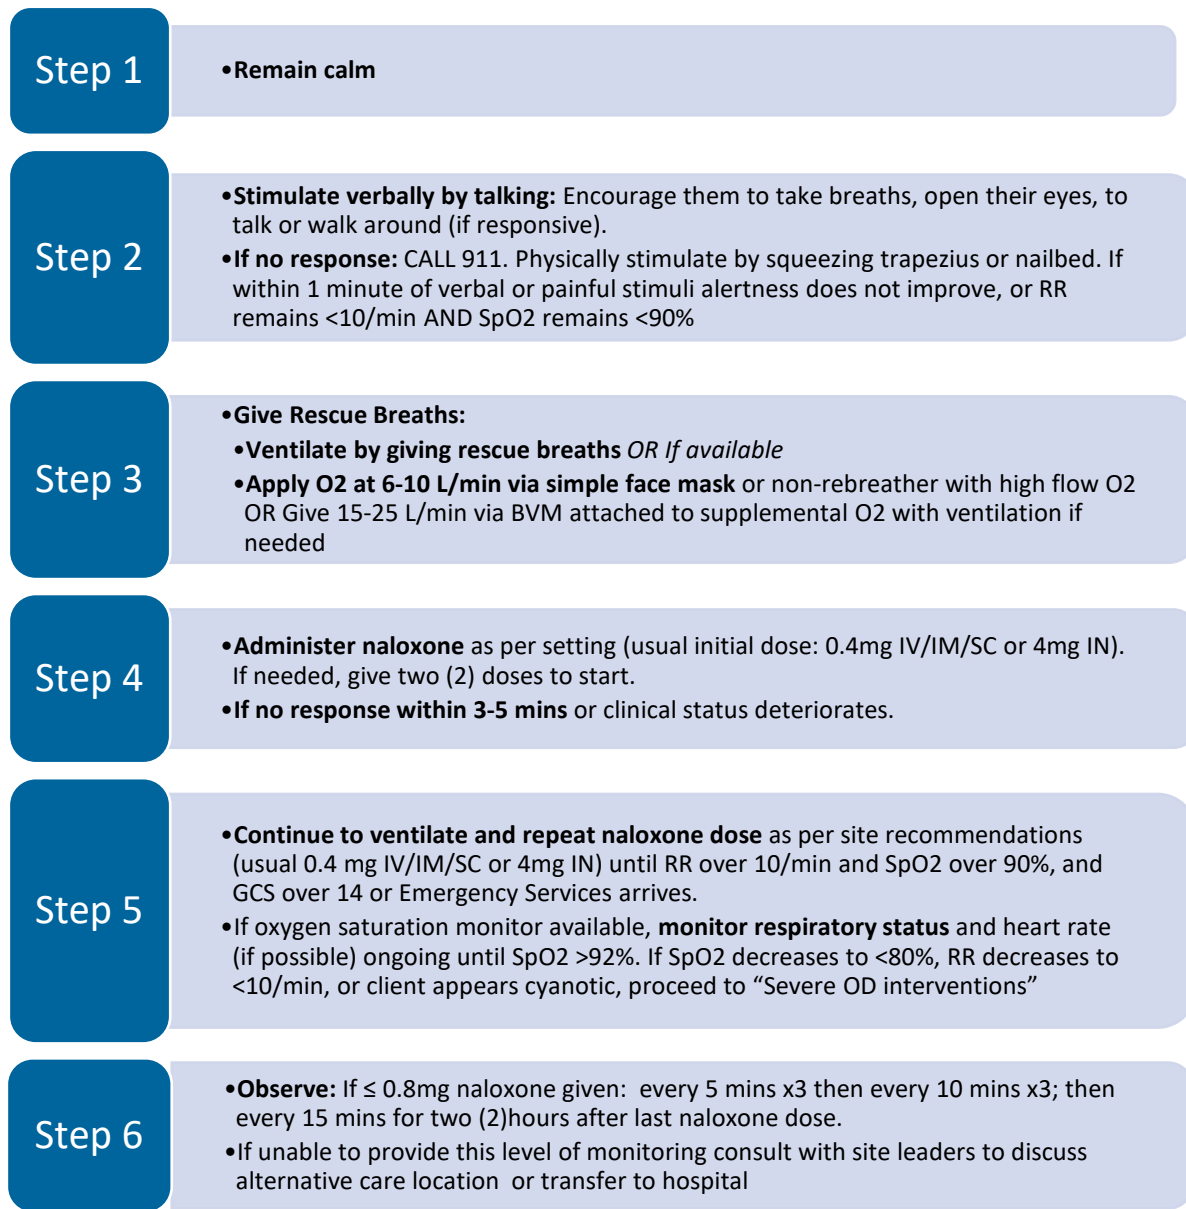 Step 1
•Remain calm
Step 2
•Stimulate verbally by talking: Encourage them to take breaths, open their eyes, to
talk or walk around (if responsive).
•If no response: CALL 911. Physically stimulate by squeezing trapezius or nailbed. If
within 1 minute of verbal or painful stimuli alertness does not improve, or RR
remains <10/min AND SpO2 remains <90%
Step 3
•Give Rescue Breaths:
•Ventilate by giving rescue breaths OR If available
•Apply O2 at 6-10 L/min via simple face mask or non-rebreather with high flow O2
OR Give 15-25 L/min via BVM attached to supplemental O2 with ventilation if
needed
Step 4
•Administer naloxone as per setting (usual initial dose: 0.4mg IV/IM/SC or 4mg IN).
If needed, give two (2) doses to start.
•If no response within 3-5 mins or clinical status deteriorates.
Step 5
•Continue to ventilate and repeat naloxone dose as per site recommendations
(usual 0.4 mg IV/IM/SC or 4mg IN) until RR over 10/min and SpO2 over 90%, and
GCS over 14 or Emergency Services arrives.
•If oxygen saturation monitor available, monitor respiratory status and heart rate
(if possible) ongoing until SpO2 >92%. If SpO2 decreases to <80%, RR decreases to
<10/min, or client appears cyanotic, proceed to “Severe OD interventions”
Step 6
•Observe: If ≤ 0.8mg naloxone given: every 5 mins x3 then every 10 mins x3; then
every 15 mins for two (2)hours after last naloxone dose.
•If unable to provide this level of monitoring consult with site leaders to discuss
alternative care location or transfer to hospital